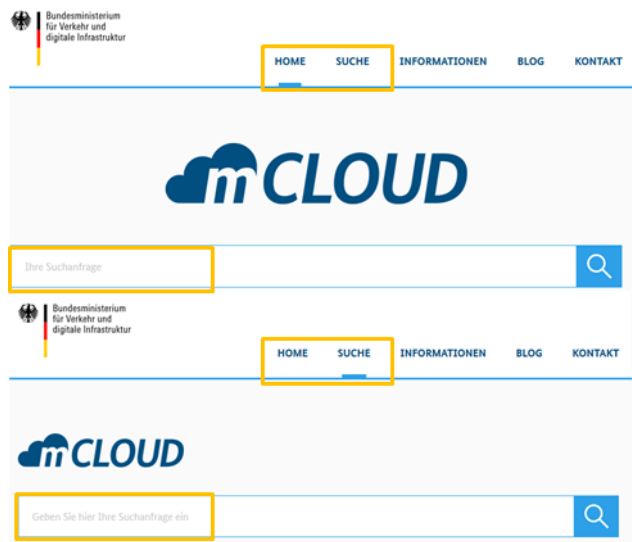 Bundesministerium
für Verkehr und
digitale Infrastruktur
HOME SUCHE INFORMATIONEN BLOG KONTAKT
mCLOUD
Ihre Suchanfrage
Bundesministerium
für Verkehr und
digitale Infrastruktur
HOME SUCHE INFORMATIONEN BLOG KONTAKT
mCLOUD
Geben Sie hier Ihre Suchanfrage ein